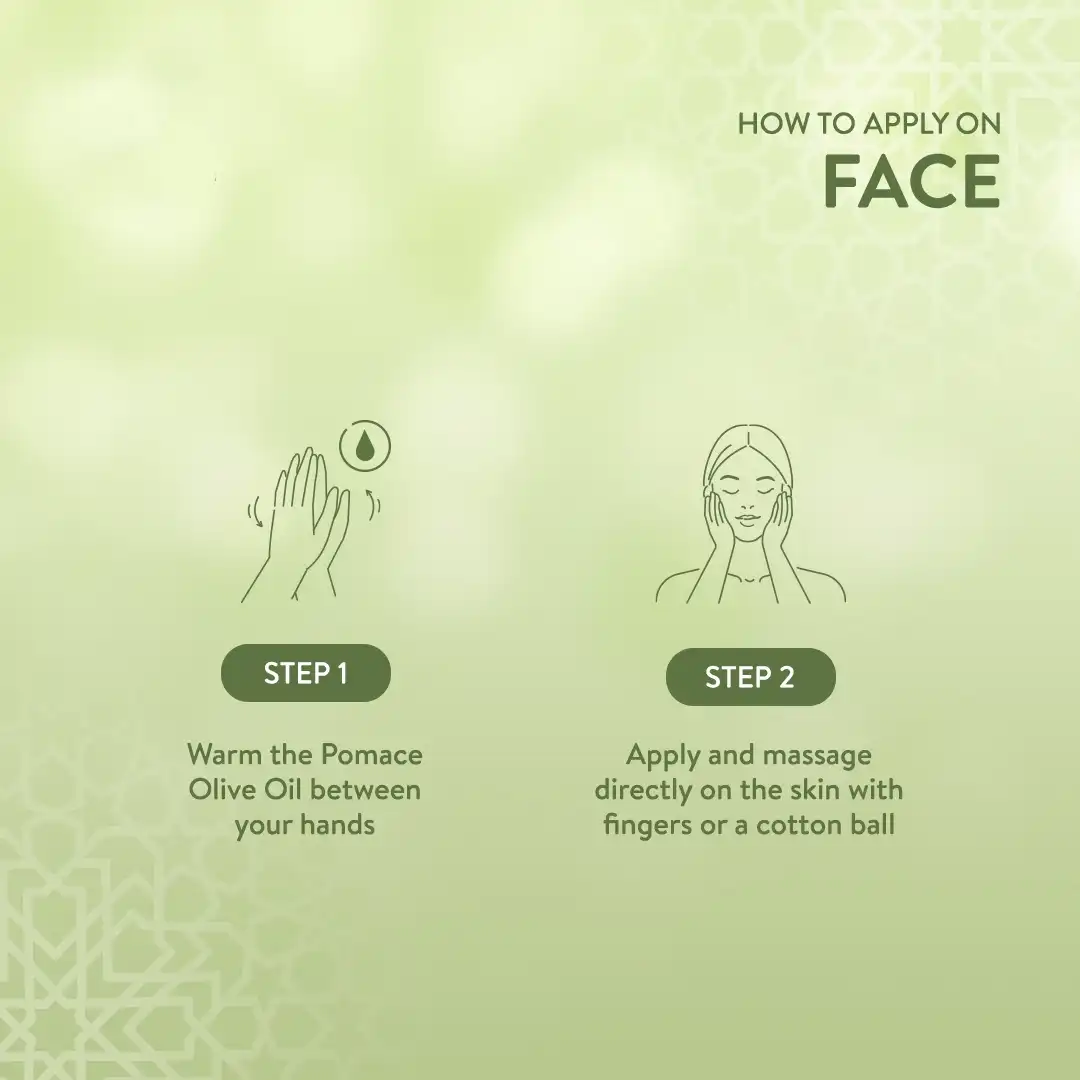 HOW TO APPLY ON
FACE
STEP 1
Warm the Pomace
Olive Oil between
your hands
STEP 2
Apply and massage
directly on the skin with
fingers or a cotton ball